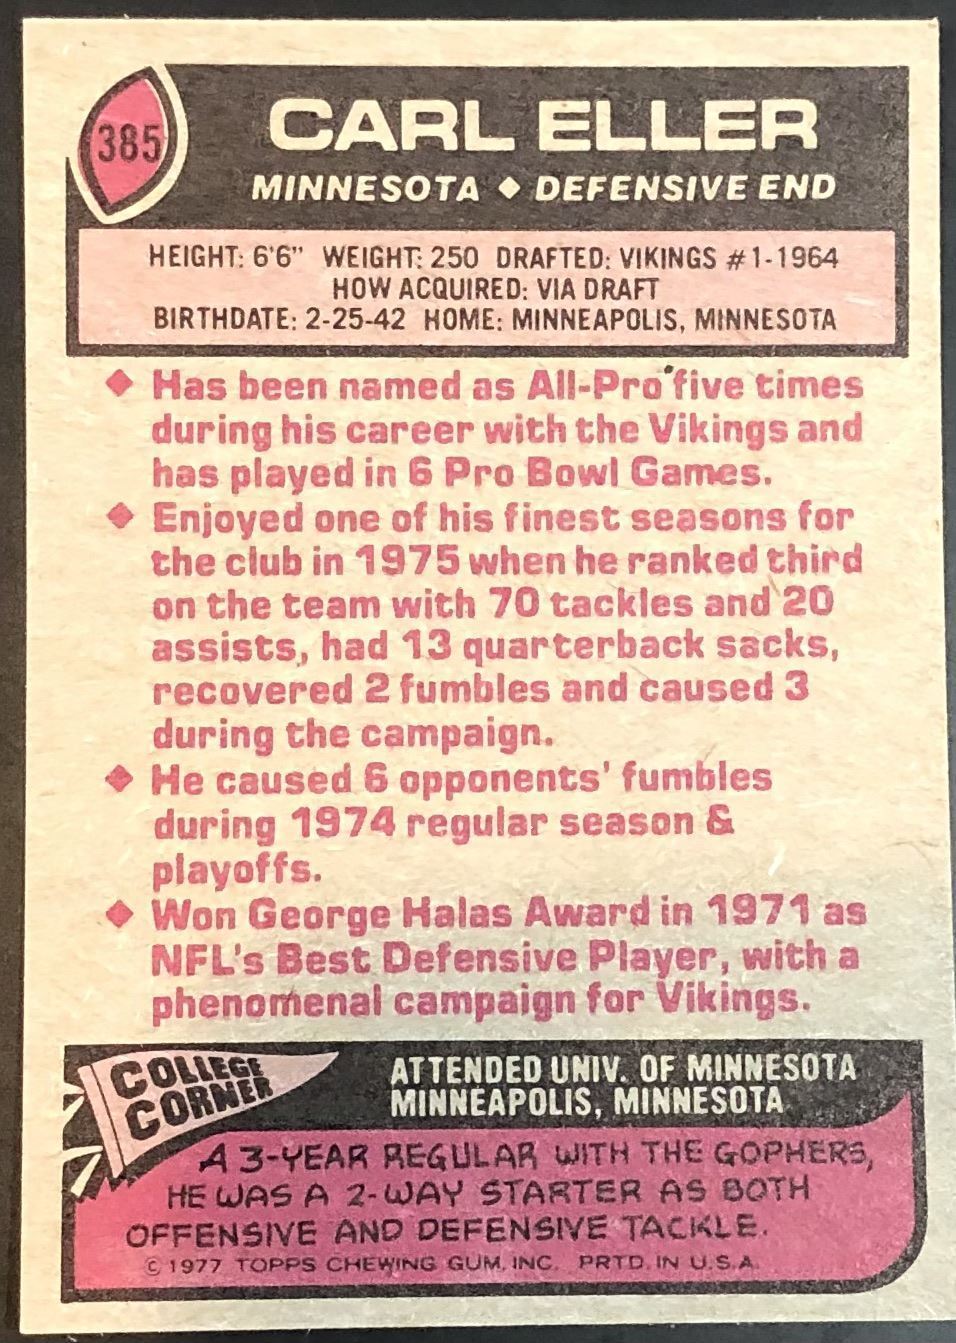 385
CARL ELLER
MINNESOTA ◆ DEFENSIVE END
HEIGHT: 6'6" WEIGHT: 250 DRAFTED: VIKINGS #1-1964
HOW ACQUIRED: VIA DRAFT
BIRTHDATE: 2-25-42 HOME: MINNEAPOLIS, MINNESOTA
◆ Has been named as All-Pro five times
during his career with the Vikings and
has played in 6 Pro Bowl Games.
◆ Enjoyed one of his finest seasons for
the club in 1975 when he ranked third
on the team with 70 tackles and 20
assists, had 13 quarterback sacks,
recovered 2 fumbles and caused 3
during the campaign.
◆ He caused 6 opponents' fumbles
during 1974 regular season &
playoffs.
◆ Won George Halas Award in 1971 as
NFL's Best Defensive Player, with a
phenomenal campaign for Vikings.
COLLEGE
CORNER
ATTENDED UNIV. OF MINNESOTA
MINNEAPOLIS, MINNESOTA
A 3-YEAR REGULAR WITH THE GOPHERS,
HE WAS A 2-WAY STARTER AS BOTH
OFFENSIVE AND DEFENSIVE TACKLE.
© 1977 TOPPS CHEWING GUM, INC. PRTD. IN U.S.A.